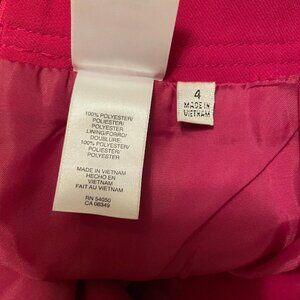 100% POLYESTER/
POLIESTER/
POLYESTER
LINING/FORRO/
DOUBLURE:
100% POLYESTER/
POLIESTER/
POLYESTER
MADE IN VIETNAM
HECHO EN
VIETNAM
FAIT AU VIETNAM
RN 54050
CA 08349
4
MADE IN
VIETNAM